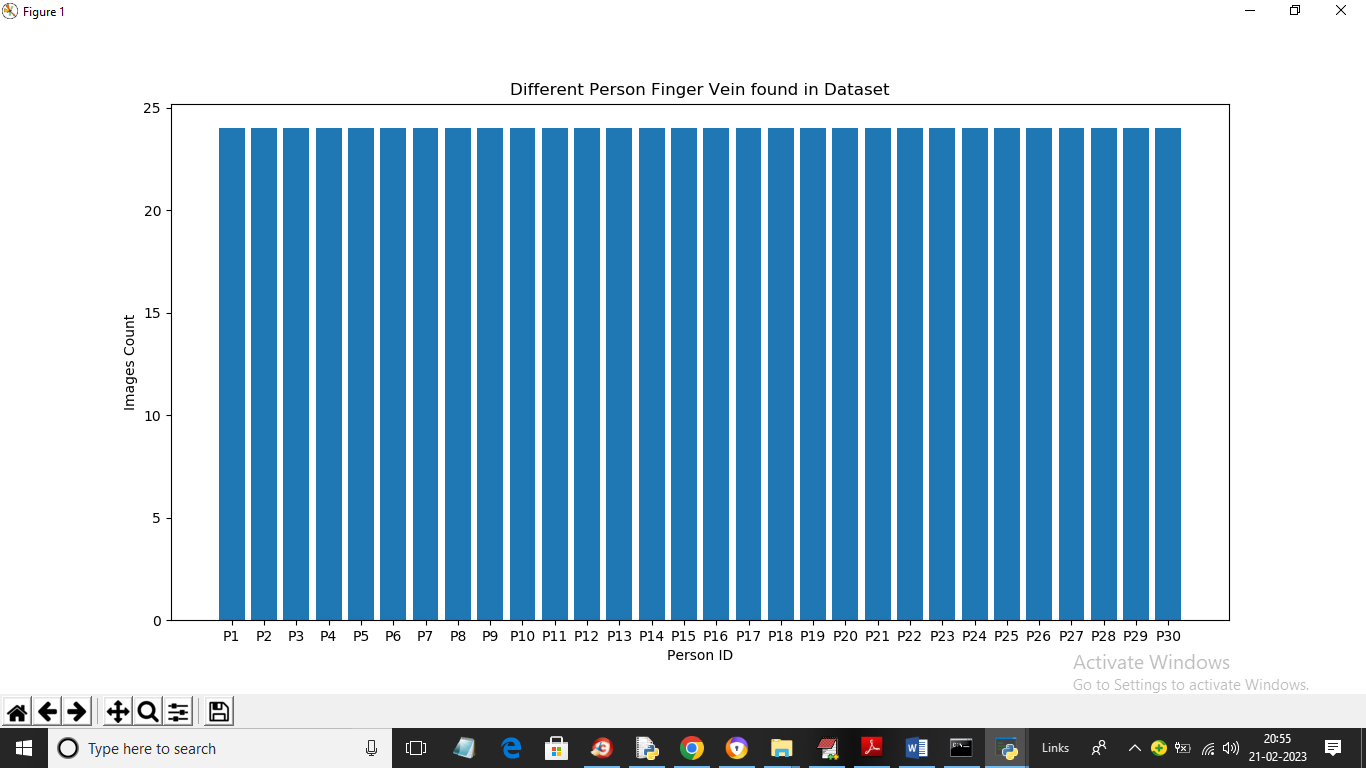 Figure 1
Different Person Finger Vein found in Dataset
25
20
15
10
5
0
Images Count
P1 P2 P3 P4 P5 P6 P7 P8 P9 P10 P11 P12 P13 P14 P15 P16 P17 P18 P19 P20 P21 P22 P23 P24 P25 P26 P27 P28 P29 P30
Person ID
Activate Windows
Go to Settings to activate Windows.
Type here to search
Links
20:55
21-02-2023